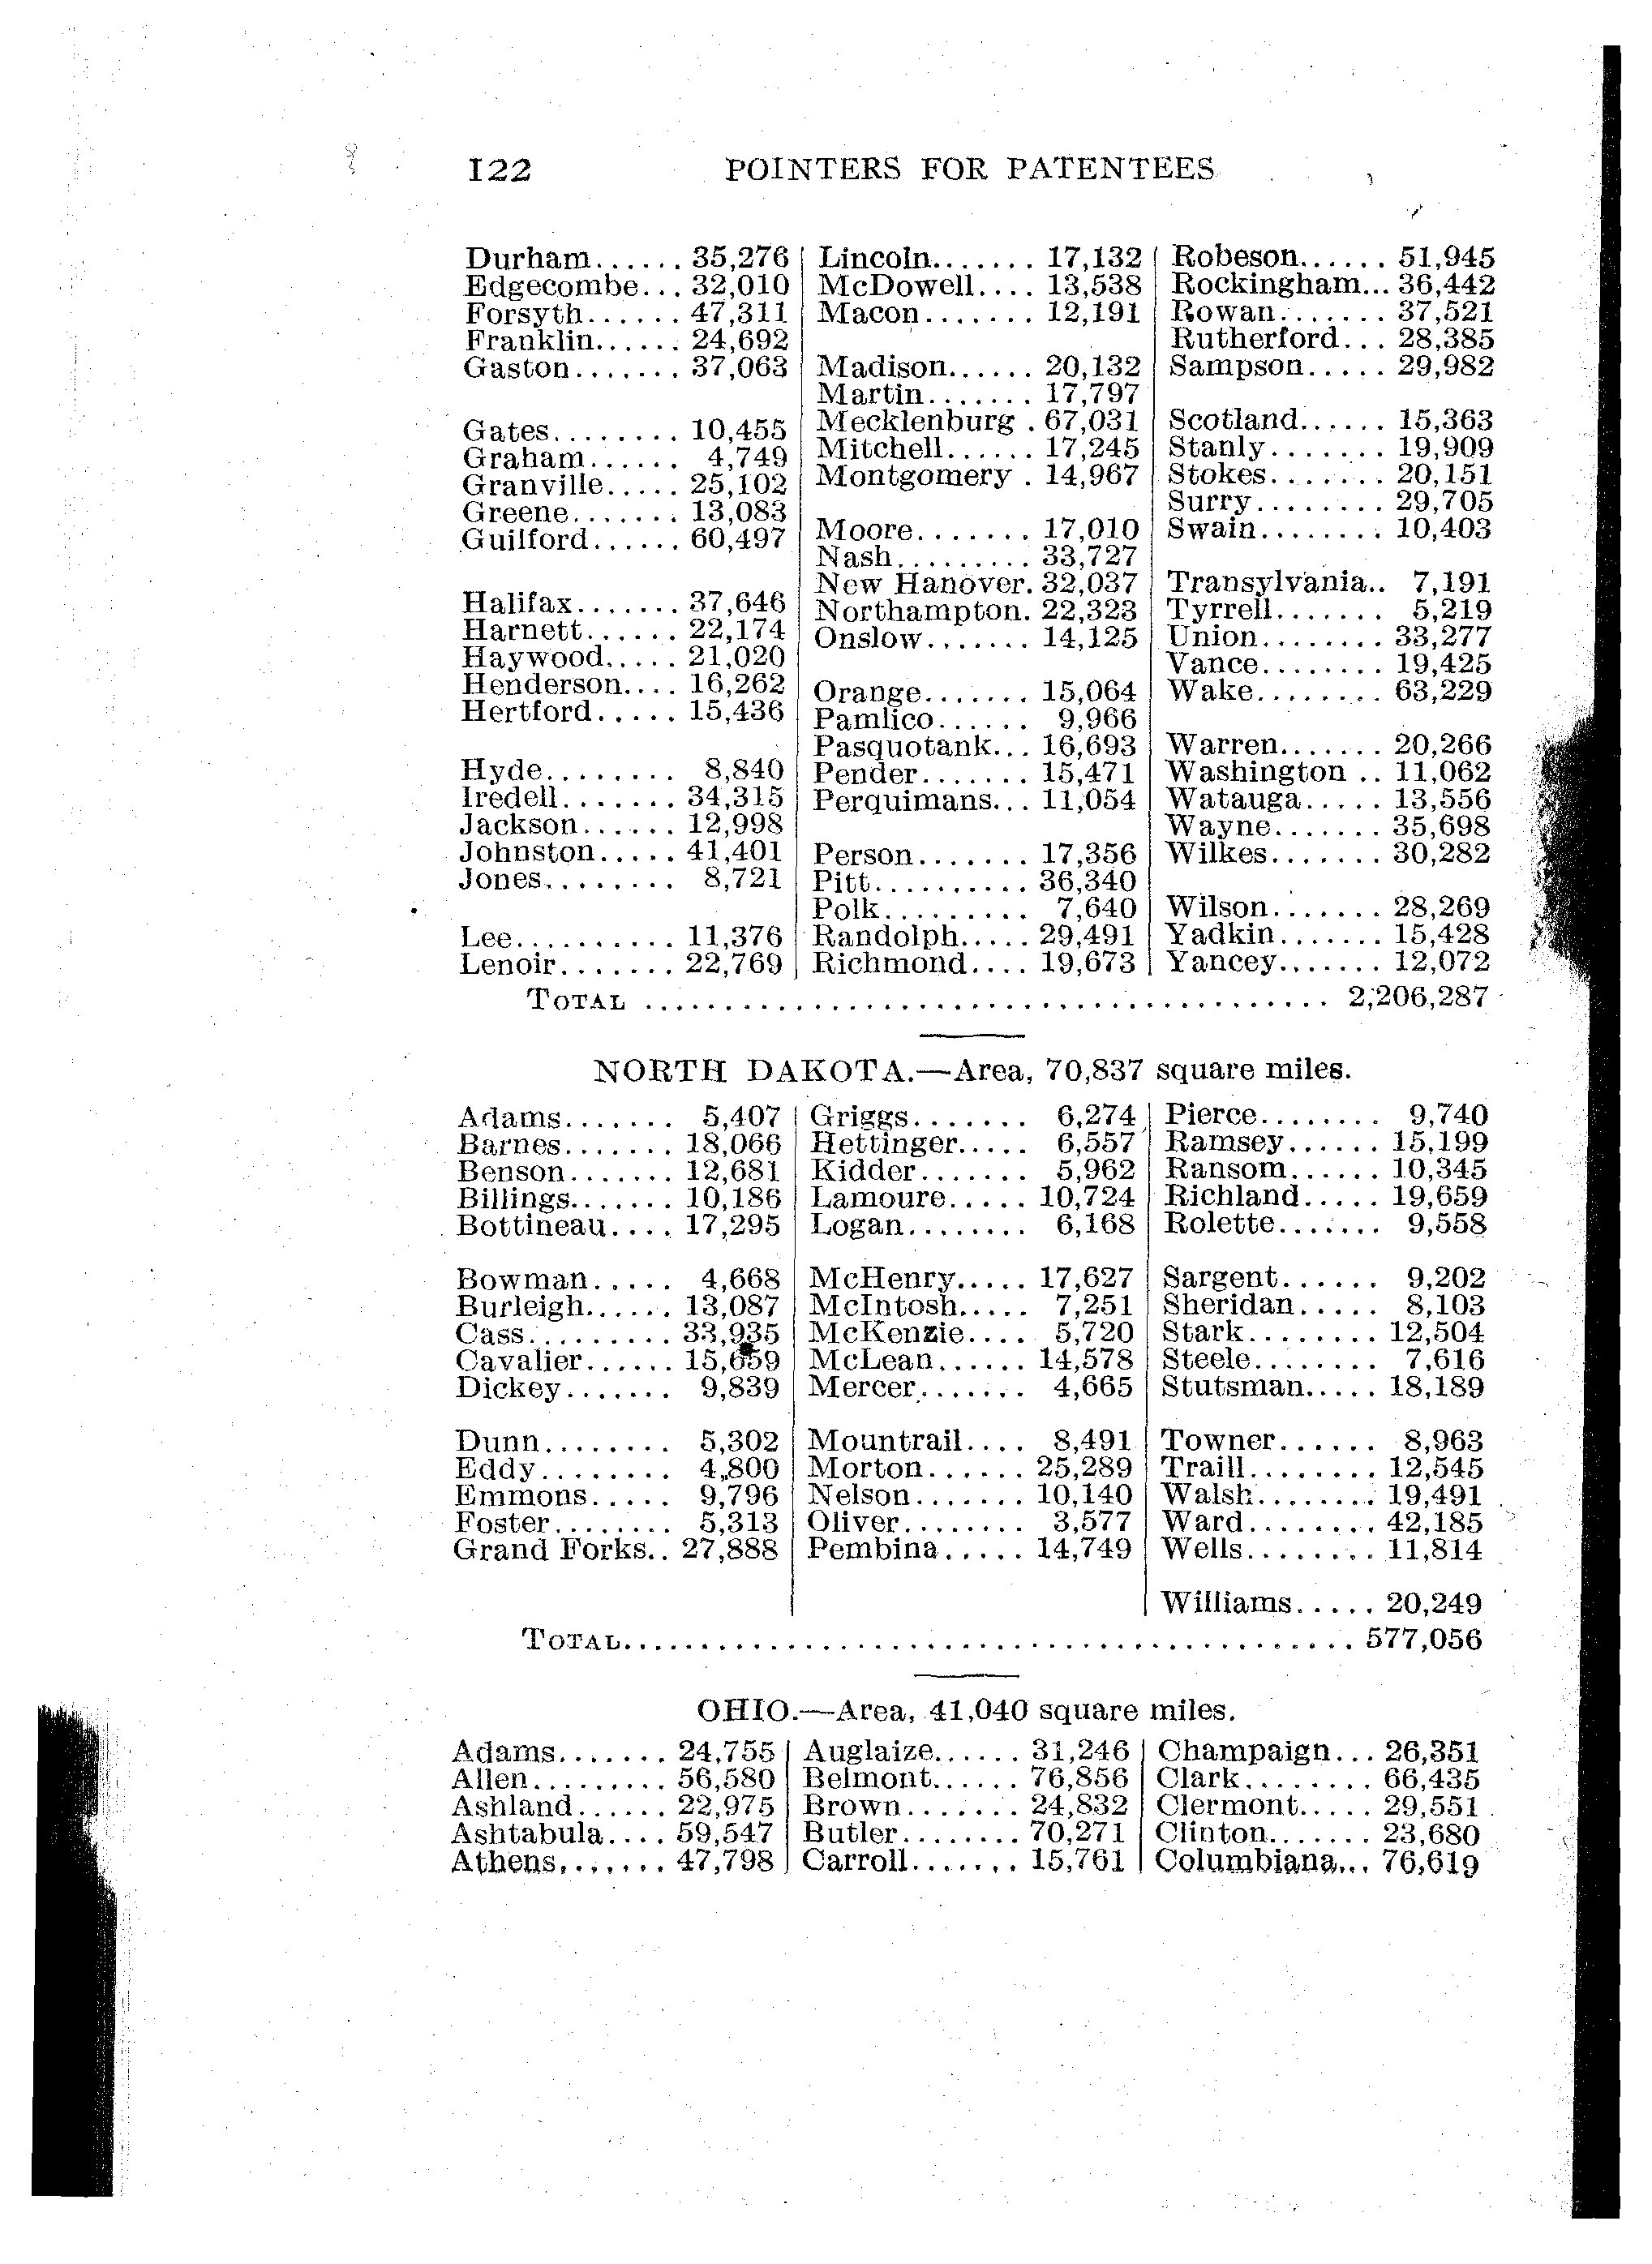 122 POINTERS FOR PATENTEES
Durham...... 35,276
Edgecombe... 32,010
Forsyth...... 47,311
Franklin...... 24,692
Gaston....... 37,063
Gates........ 10,455
Graham...... 4,749
Granville..... 25,102
Greene....... 13,083
Guilford...... 60,497
Halifax....... 37,646
Harnett...... 22,174
Haywood..... 21,020
Henderson.... 16,262
Hertford..... 15,436
Hyde........ 8,840
Iredell....... 34,315
Jackson...... 12,998
Johnston..... 41,401
Jones........ 8,721
Lee.......... 11,376
Lenoir....... 22,769
Lincoln....... 17,132
McDowell.... 13,538
Macon....... 12,191
Madison...... 20,132
Martin....... 17,797
Mecklenburg . 67,031
Mitchell...... 17,245
Montgomery . 14,967
Moore....... 17,010
Nash......... 33,727
New Hanover. 32,037
Northampton. 22,323
Onslow....... 14,125
Orange....... 15,064
Pamlico...... 9,966
Pasquotank... 16,693
Pender....... 15,471
Perquimans... 11,054
Person....... 17,356
Pitt.......... 36,340
Polk......... 7,640
Randolph..... 29,491
Richmond.... 19,673
Robeson...... 51,945
Rockingham... 36,442
Rowan....... 37,521
Rutherford... 28,385
Sampson..... 29,982
Scotland...... 15,363
Stanly....... 19,909
Stokes....... 20,151
Surry........ 29,705
Swain........ 10,403
Transylvania.. 7,191
Tyrrell....... 5,219
Union........ 33,277
Vance........ 19,425
Wake........ 63,229
Warren....... 20,266
Washington .. 11,062
Watauga..... 13,556
Wayne....... 35,698
Wilkes....... 30,282
Wilson....... 28,269
Yadkin....... 15,428
Yancey....... 12,072
TOTAL ....................................... 2,206,287
NORTH DAKOTA.—Area, 70,837 square miles.
Adams....... 5,407
Barnes....... 18,066
Benson....... 12,681
Billings....... 10,186
Bottineau.... 17,295
Bowman..... 4,668
Burleigh...... 13,087
Cass......... 33,935
Cavalier...... 15,659
Dickey....... 9,839
Dunn........ 5,302
Eddy........ 4,800
Emmons..... 9,796
Foster........ 5,313
Grand Forks.. 27,888
Griggs....... 6,274
Hettinger..... 6,557
Kidder....... 5,962
Lamoure..... 10,724
Logan........ 6,168
McHenry..... 17,627
McIntosh..... 7,251
McKenzie.... 5,720
McLean...... 14,578
Mercer....... 4,665
Mountrail.... 8,491
Morton...... 25,289
Nelson....... 10,140
Oliver........ 3,577
Pembina..... 14,749
Pierce........ 9,740
Ramsey...... 15,199
Ransom...... 10,345
Richland..... 19,659
Rolette....... 9,558
Sargent...... 9,202
Sheridan..... 8,103
Stark........ 12,504
Steele........ 7,616
Stutsman..... 18,189
Towner...... 8,963
Traill........ 12,545
Walsh........ 19,491
Ward........ 42,185
Wells........ 11,814
Williams..... 20,249
TOTAL.......................................... 577,056
OHIO.—Area, 41,040 square miles.
Adams....... 24,755
Allen......... 56,580
Ashland...... 22,975
Ashtabula.... 59,547
Athens....... 47,798
Auglaize...... 31,246
Belmont...... 76,856
Brown....... 24,832
Butler........ 70,271
Carroll....... 15,761
Champaign... 26,351
Clark........ 66,435
Clermont..... 29,551
Clinton....... 23,680
Columbiana... 76,619